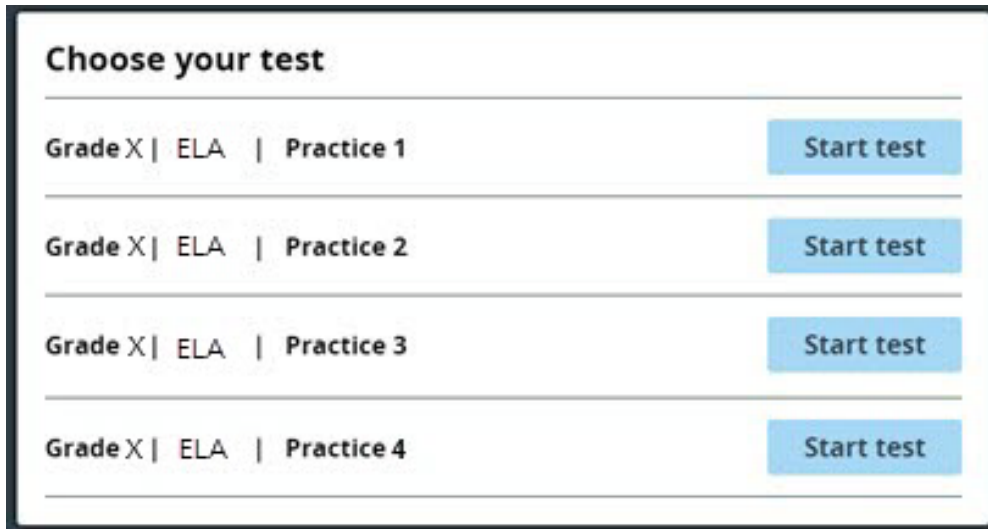 Choose your test
Grade X | ELA | Practice 1 Start test
Grade X | ELA | Practice 2 Start test
Grade X | ELA | Practice 3 Start test
Grade X | ELA | Practice 4 Start test